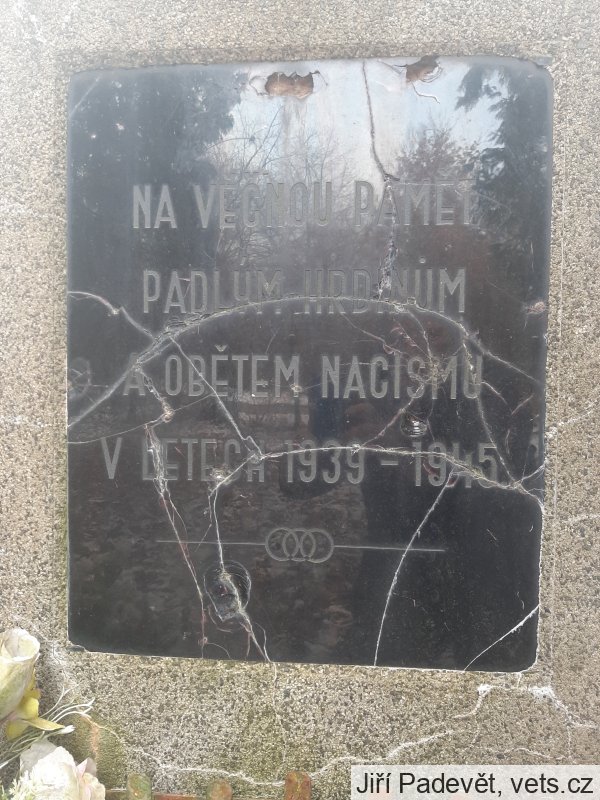 NA VĚČNOU PAMĚŤ
PADLÝM HRDINŮM
A OBĚTEM NACISMU
V LETECH 1939 – 1945
Jiří Padevět, vets.cz